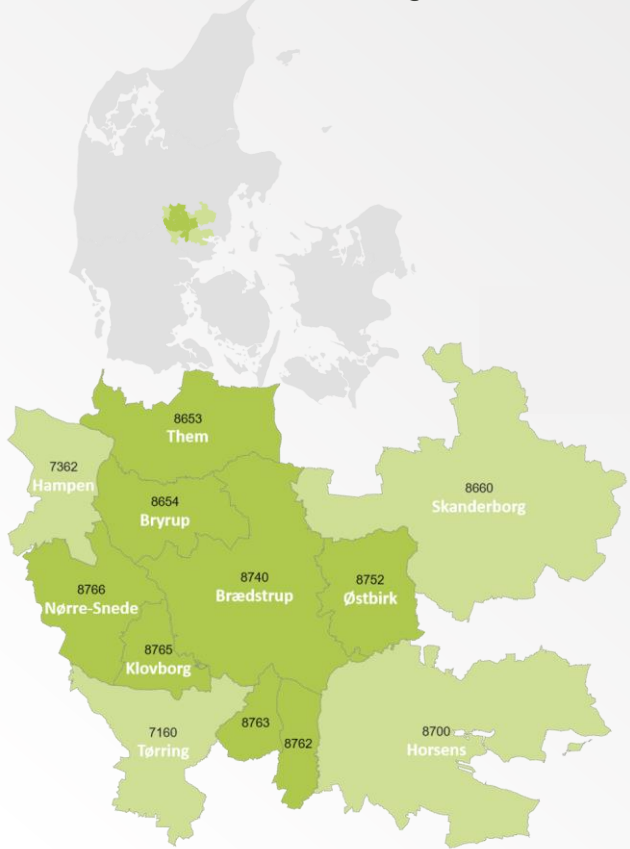 8653
Them
7362
Hampen
8654
Bryrup
8660
Skanderborg
8766
Nørre-Snede
8740
Brædstrup
8752
Østbirk
8765
Klovborg
7160
Tørring
8763
8762
8700
Horsens